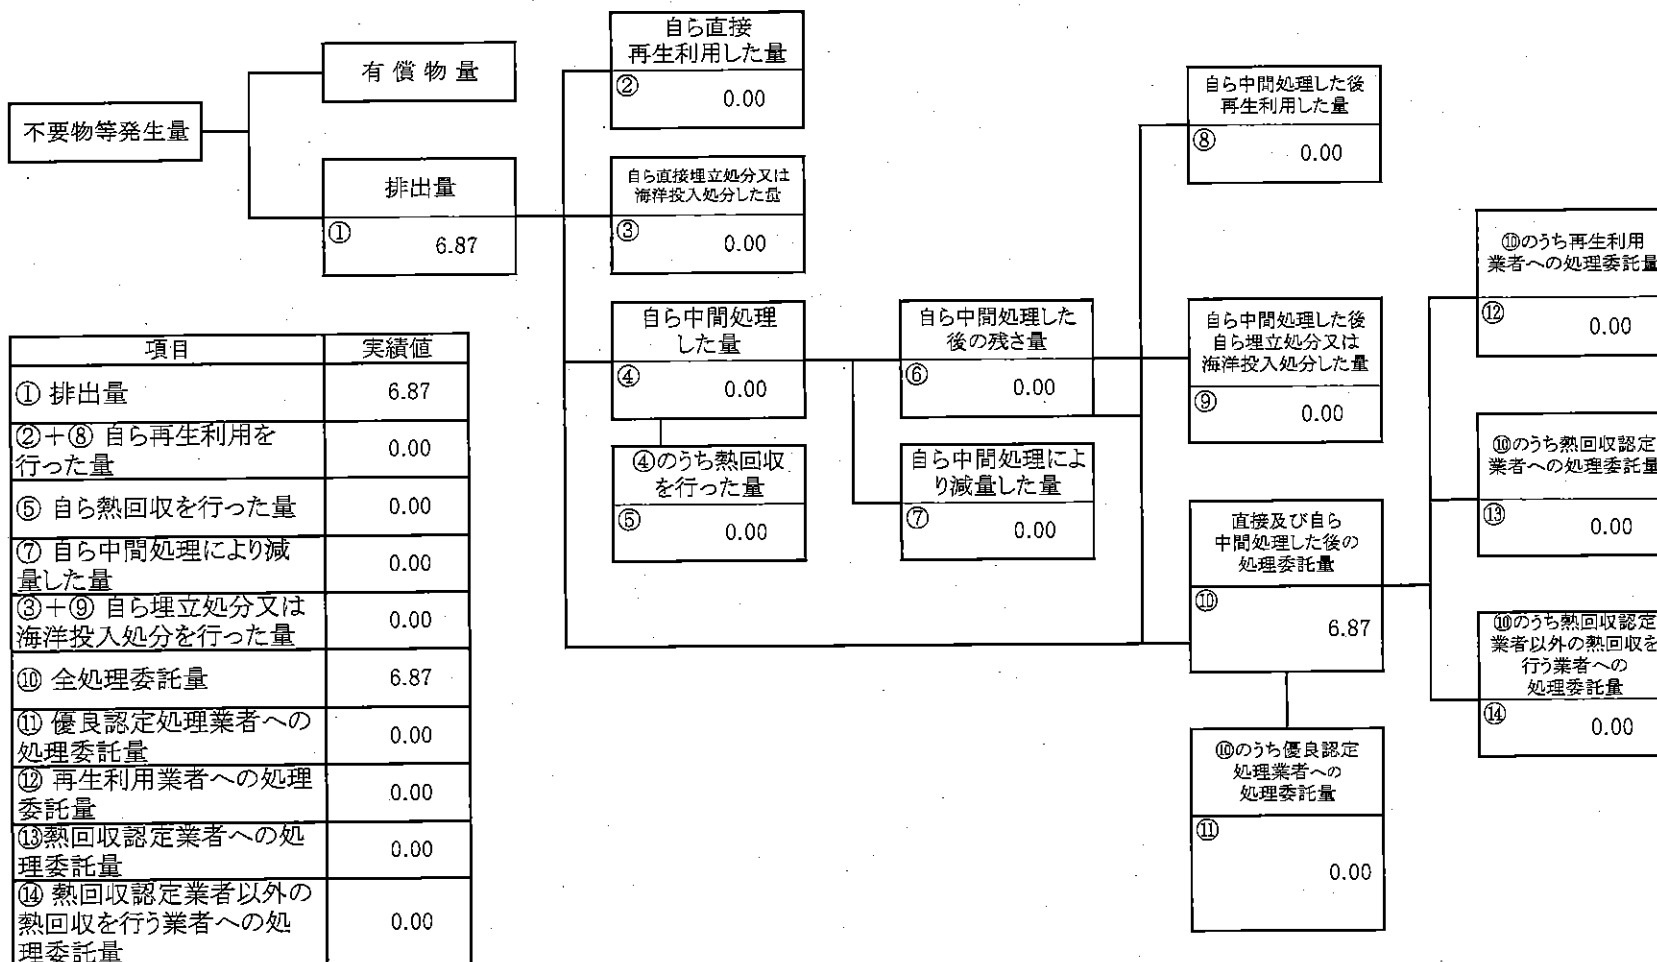 不要物等発生量
有償物量
排出量
①
6.87
自ら直接
再生利用した量
②
0.00
自ら直接埋立処分又は
海洋投入処分した量
③
0.00
自ら中間処理
した量
④
0.00
④のうち熱回収
を行った量
⑤
0.00
自ら中間処理した
後の残さ量
⑥
0.00
自ら中間処理によ
り減量した量
⑦
0.00
自ら中間処理した後
再生利用した量
⑧
0.00
自ら中間処理した後
自ら埋立処分又は
海洋投入処分した量
⑨
0.00
直接及び自ら
中間処理した後の
処理委託量
⑩
6.87
⑩のうち優良認定
処理業者への
処理委託量
⑪
0.00
⑩のうち再生利用
業者への処理委託量
⑫
0.00
⑩のうち熱回収認定
業者への処理委託量
⑬
0.00
⑩のうち熱回収認定
業者以外の熱回収を
行う業者への
処理委託量
⑭
0.00
項目 実績値
① 排出量 6.87
②+⑧ 自ら再生利用を
行った量 0.00
⑤ 自ら熱回収を行った量 0.00
⑦ 自ら中間処理により減
量した量 0.00
③+⑨ 自ら埋立処分又は
海洋投入処分を行った量 0.00
⑩ 全処理委託量 6.87
⑪ 優良認定処理業者への
処理委託量 0.00
⑫ 再生利用業者への処理
委託量 0.00
⑬熱回収認定業者への処
理委託量 0.00
⑭ 熱回収認定業者以外の
熱回収を行う業者への処
理委託量 0.00